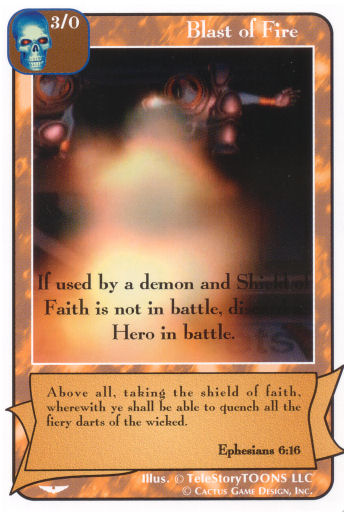 3/0
Blast of Fire
If used by a demon and Shield of
Faith is not in battle, discard a
Hero in battle.
ts
Above all, taking the shield of faith,
wherewith ye shall be able to quench all the
fiery darts of the wicked.
Ephesians 6:16
Illus. © TeleStoryTOONS LLC
© Cactus Game Design, Inc.